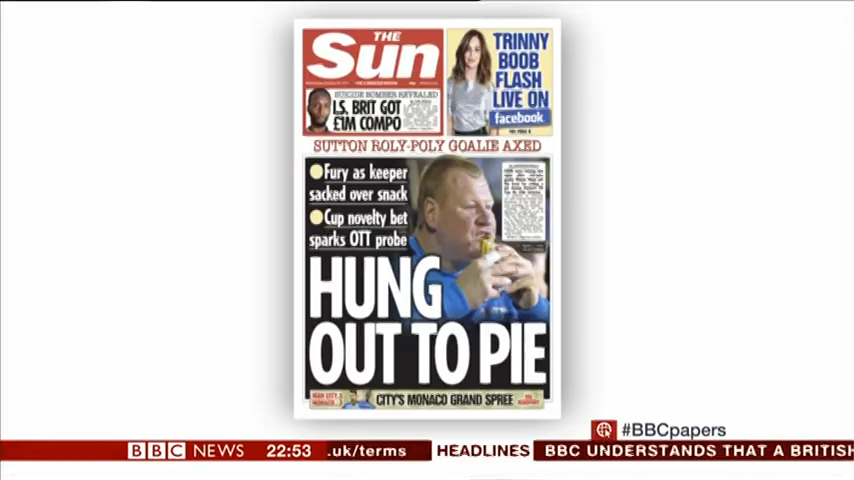 THE
Sun
SUICIDE BOMBER REVEALED
I.S. BRIT GOT
£1M COMPO
TRINNY
BOOB
FLASH
LIVE ON
facebook
SUTTON ROLY-POLY GOALIE AXED
Fury as keeper
sacked over snack
Cup novelty bet
sparks OTT probe
HUNG
OUT TO PIE
CITY'S MONACO GRAND SPREE
#BBCpapers
BBC NEWS 22:53 .uk/terms HEADLINES BBC UNDERSTANDS THAT A BRITISH